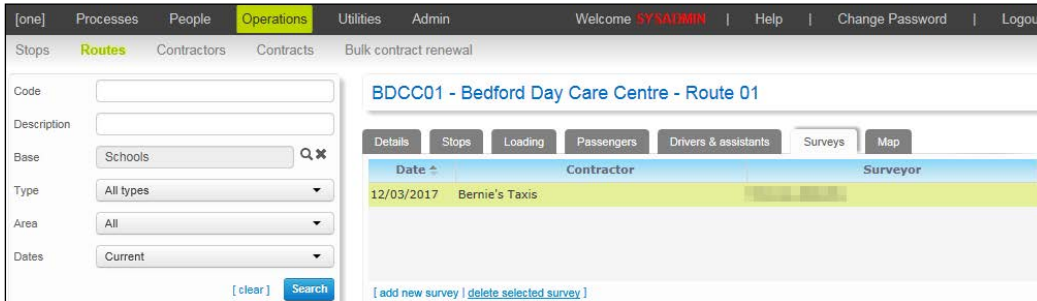 [one] Processes People Operations Utilities Admin Welcome SYSADMIN | Help | Change Password | Logou
Stops Routes Contractors Contracts Bulk contract renewal
Code
Description
Base Schools
Type All types
Area All
Dates Current
[ clear ] Search
BDCC01 - Bedford Day Care Centre - Route 01
Details Stops Loading Passengers Drivers & assistants Surveys Map
Date Contractor Surveyor
12/03/2017 Bernie's Taxis
[ add new survey | delete selected survey ]